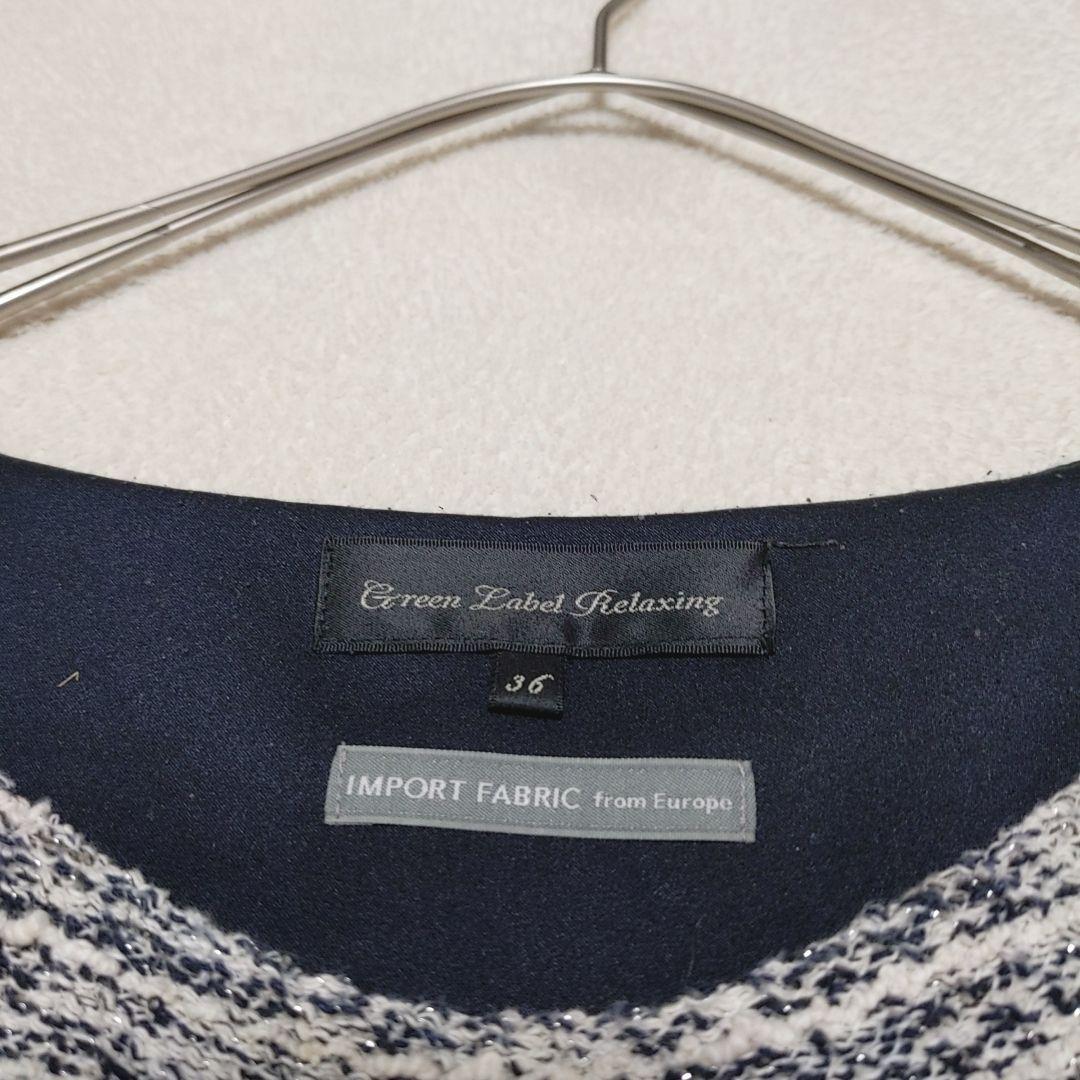 Green Label Relaxing
36
IMPORT FABRIC from Europe